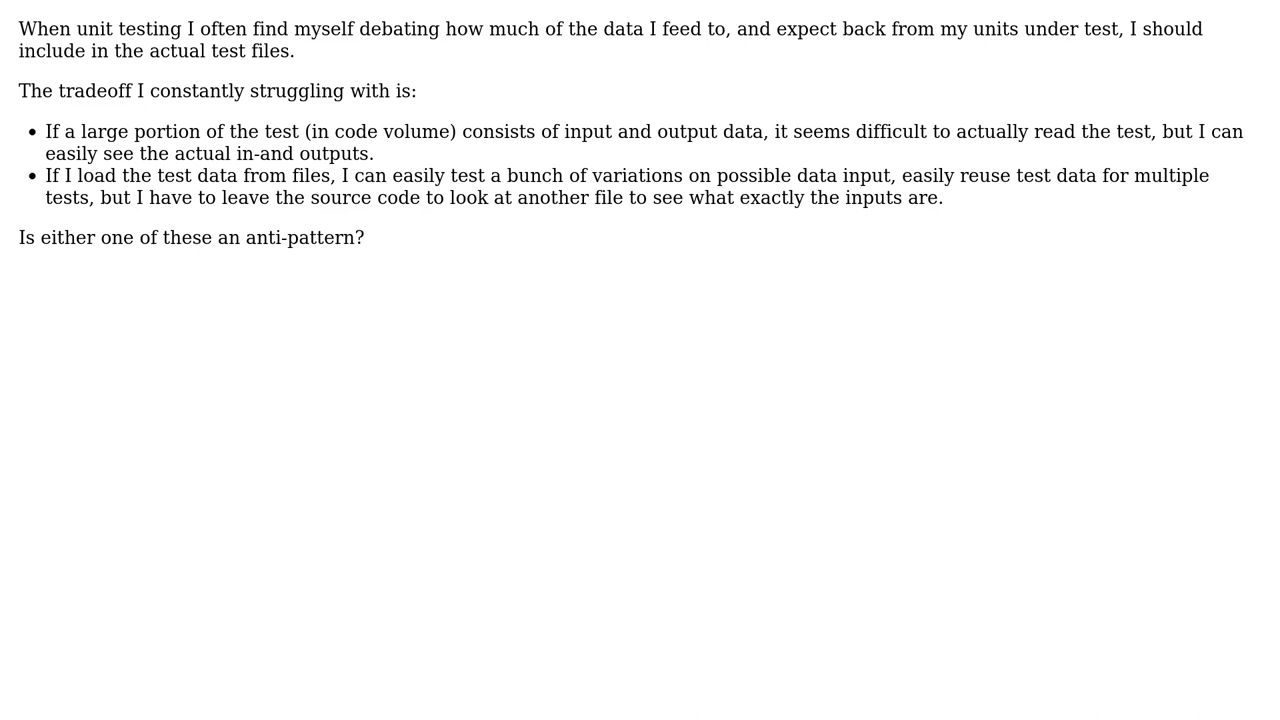 When unit testing I often find myself debating how much of the data I feed to, and expect back from my units under test, I should
include in the actual test files.
The tradeoff I constantly struggling with is:
• If a large portion of the test (in code volume) consists of input and output data, it seems difficult to actually read the test, but I can
easily see the actual in-and outputs.
• If I load the test data from files, I can easily test a bunch of variations on possible data input, easily reuse test data for multiple
tests, but I have to leave the source code to look at another file to see what exactly the inputs are.
Is either one of these an anti-pattern?